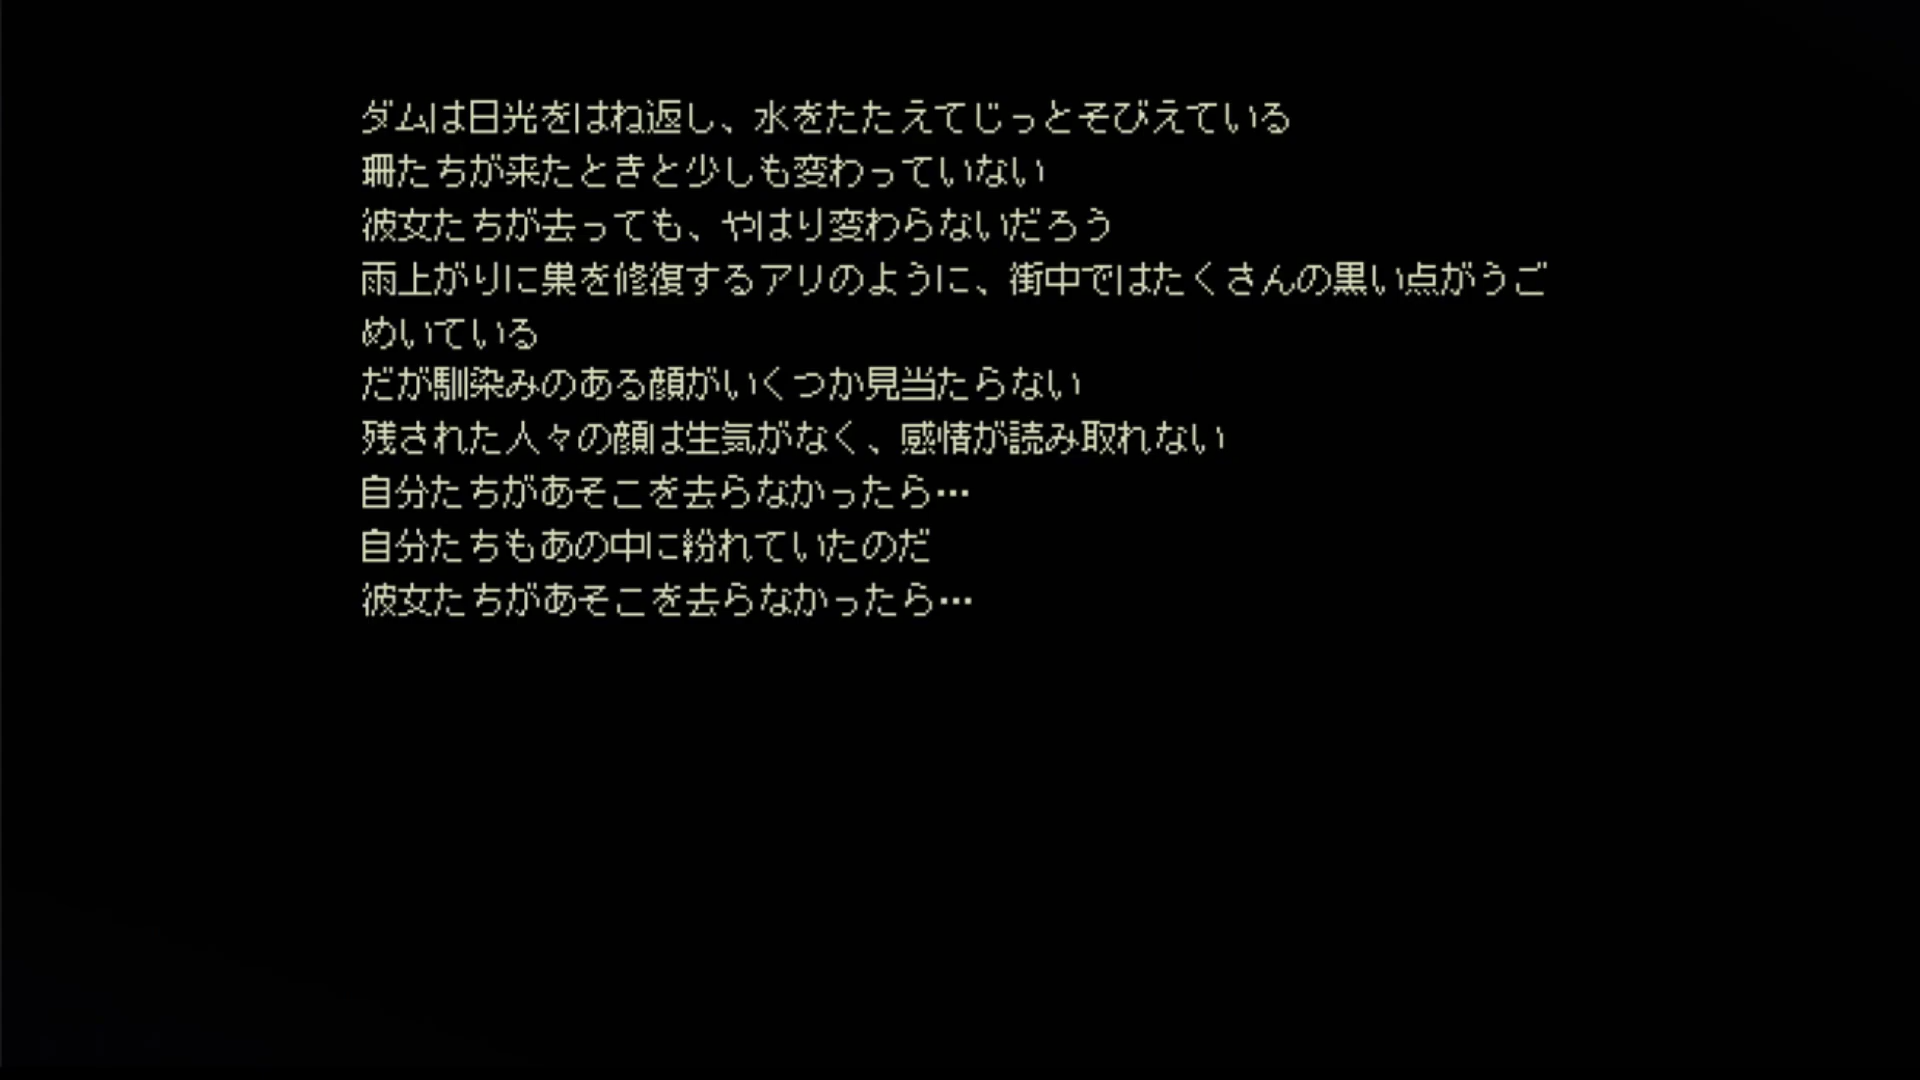 ダムは日光をはね返し、水をたたえてじっとそびえている
珊たちが来たときと少しも変わっていない
彼女たちが去っても、やはり変わらないだろう
雨上がりに巣を修復するアリのように、街中ではたくさんの黒い点がうご
めいている
だが馴染みのある顔がいくつか見当たらない
残された人々の顔は生気がなく、感情が読み取れない
自分たちがあそこを去らなかったら…
自分たちもあの中に紛れていたのだ
彼女たちがあそこを去らなかったら…